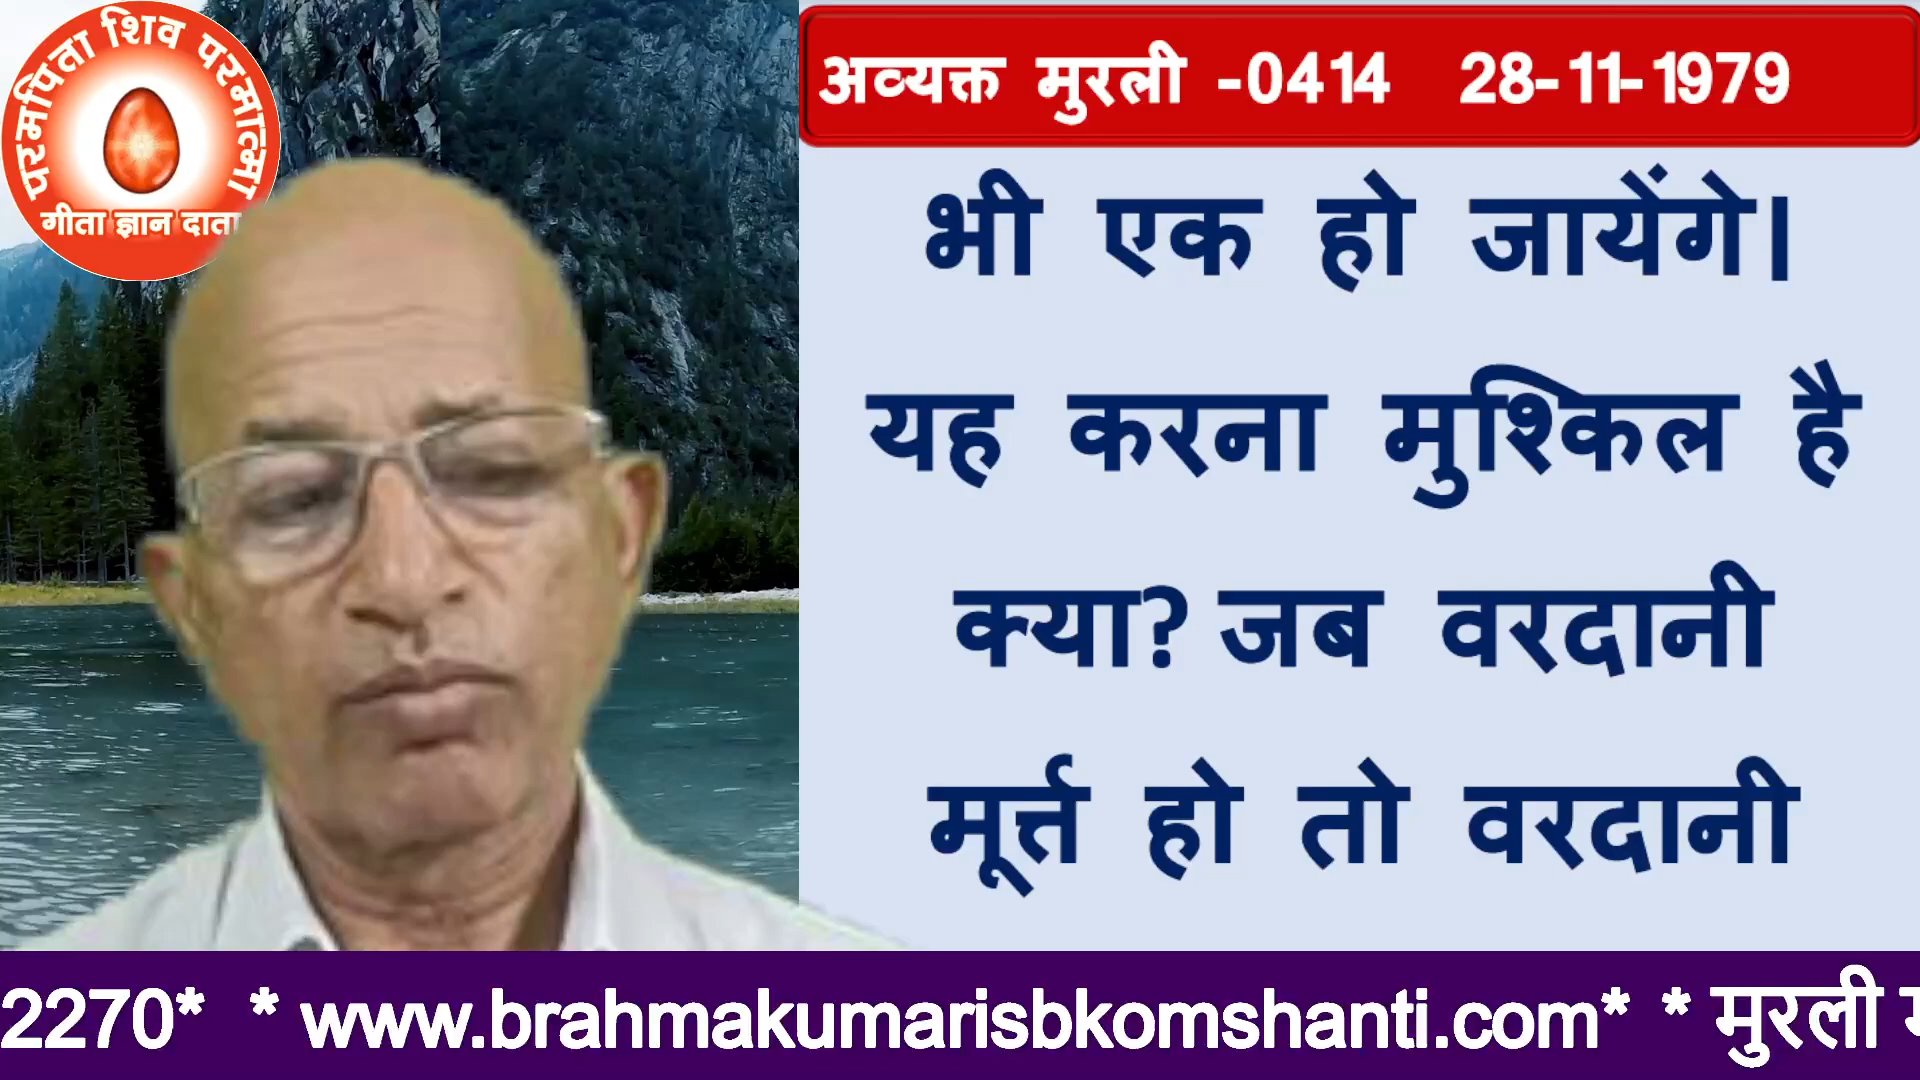 परमपिता शिव परमात्मा
गीता ज्ञान दाता
अव्यक्त मुरली -0414 28-11-1979
भी एक हो जायेंगे।
यह करना मुश्किल है
क्या? जब वरदानी
मूर्त्त हो तो वरदानी
2270* * www.brahmakumarisbkomshanti.com* * मुरली